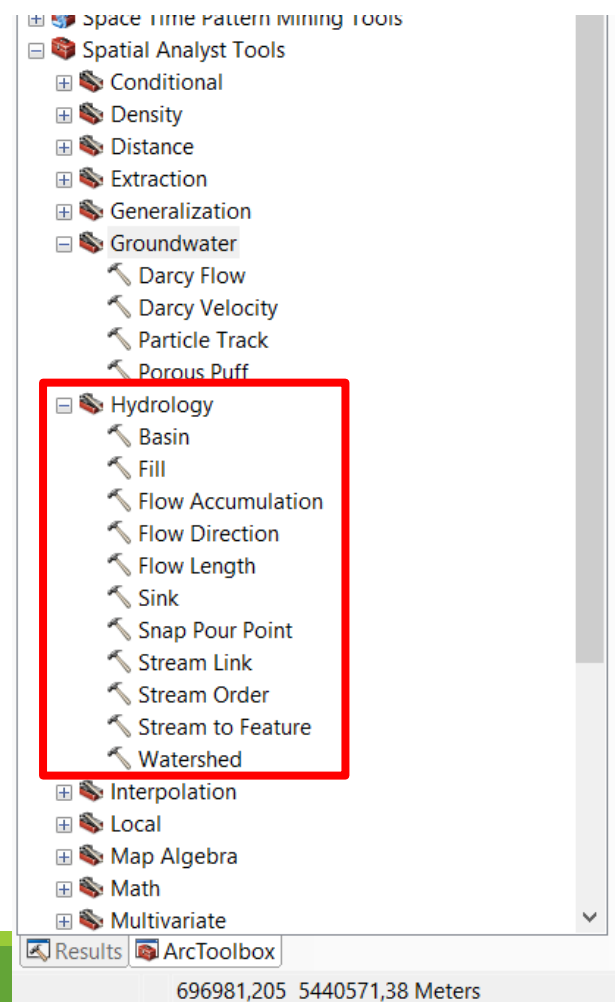 Space Time Pattern Mining Tools
Spatial Analyst Tools
Conditional
Density
Distance
Extraction
Generalization
Groundwater
Darcy Flow
Darcy Velocity
Particle Track
Porous Puff
Hydrology
Basin
Fill
Flow Accumulation
Flow Direction
Flow Length
Sink
Snap Pour Point
Stream Link
Stream Order
Stream to Feature
Watershed
Interpolation
Local
Map Algebra
Math
Multivariate
Results ArcToolbox
696981,205 5440571,38 Meters